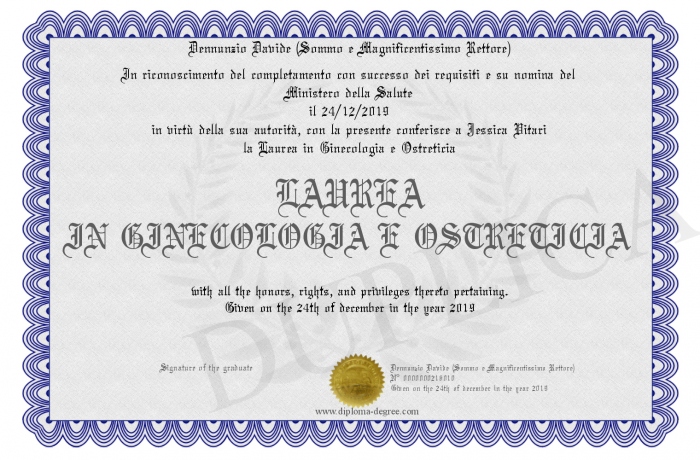 Dennunzio Davide (Sommo e Magnificentissimo Rettore)
In riconoscimento del completamento con successo dei requisiti e su nomina del
Ministero della Salute
il 24/12/2019
in virtù della sua autorità, con la presente conferisce a Jessica Vitari
la Laurea in Ginecologia e Ostreticia
LAUREA
IN GINECOLOGIA E OSTRETICIA
with all the honors, rights, and privileges thereto pertaining.
Given on the 24th of december in the year 2019
Signature of the graduate
Dennunzio Davide (Sommo e Magnificentissimo Rettore)
N° 0000000218010
Given on the 24th of december in the year 2019
www.diploma-degree.com